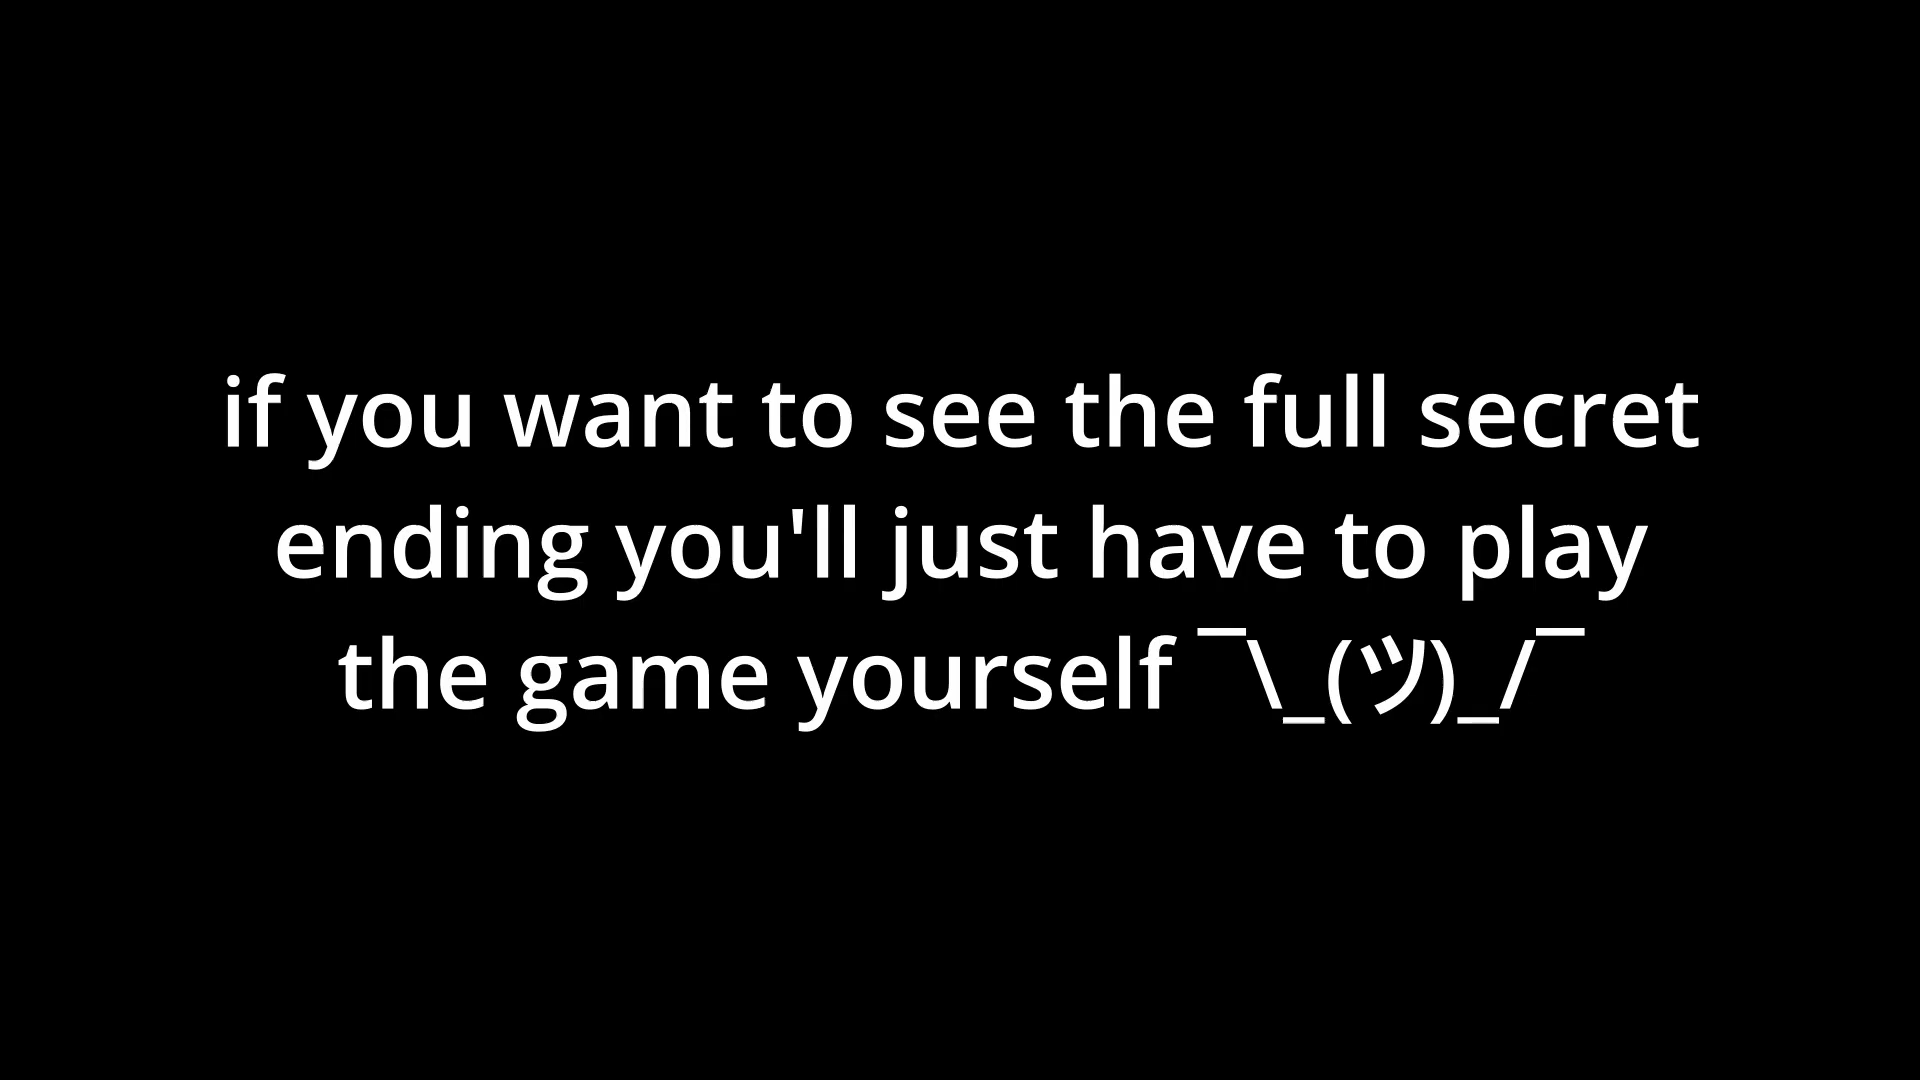 if you want to see the full secret
ending you'll just have to play
the game yourself ¯\_(ツ)_/¯